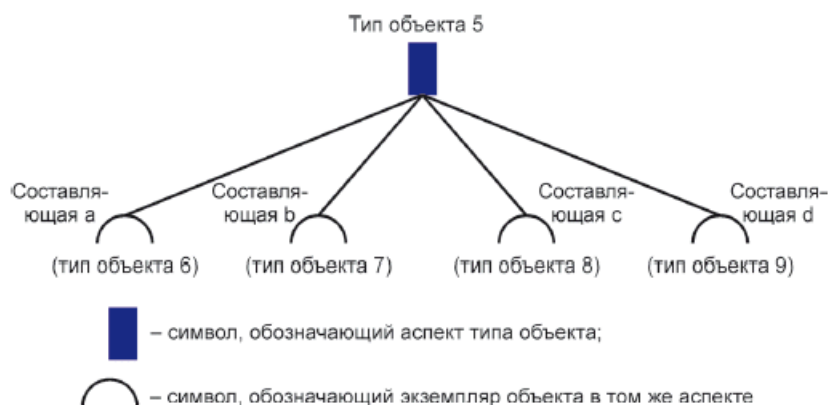 Тип объекта 5
Составля-
ющая a
Составля-
ющая b
Составля-
ющая c
Составля-
ющая d
(тип объекта 6)
(тип объекта 7)
(тип объекта 8)
(тип объекта 9)
– символ, обозначающий аспект типа объекта;
– символ, обозначающий экземпляр объекта в том же аспекте